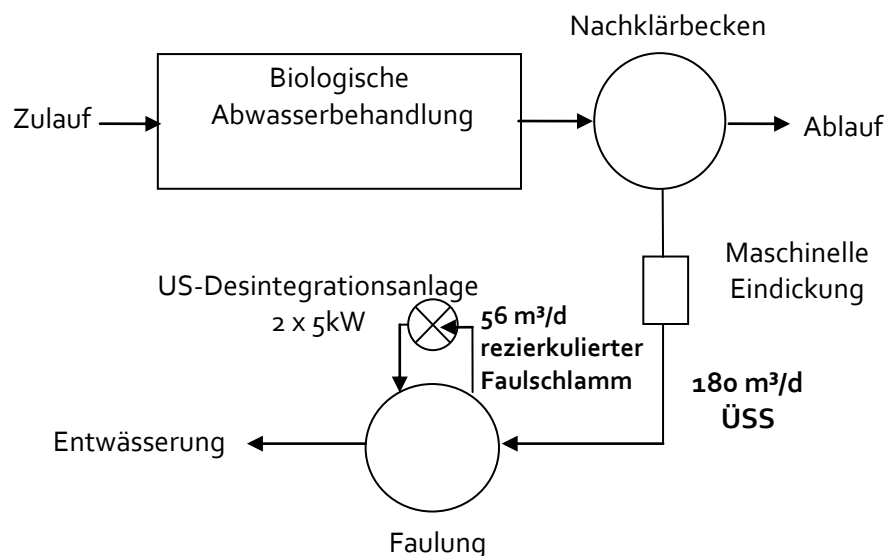 Nachklärbecken
Biologische
Abwasserbehandlung
Zulauf
Ablauf
Maschinelle
Eindickung
US-Desintegrationsanlage
2 x 5kW
56 m³/d
rezierkulierter
Faulschlamm
180 m³/d
ÜSS
Entwässerung
Faulung